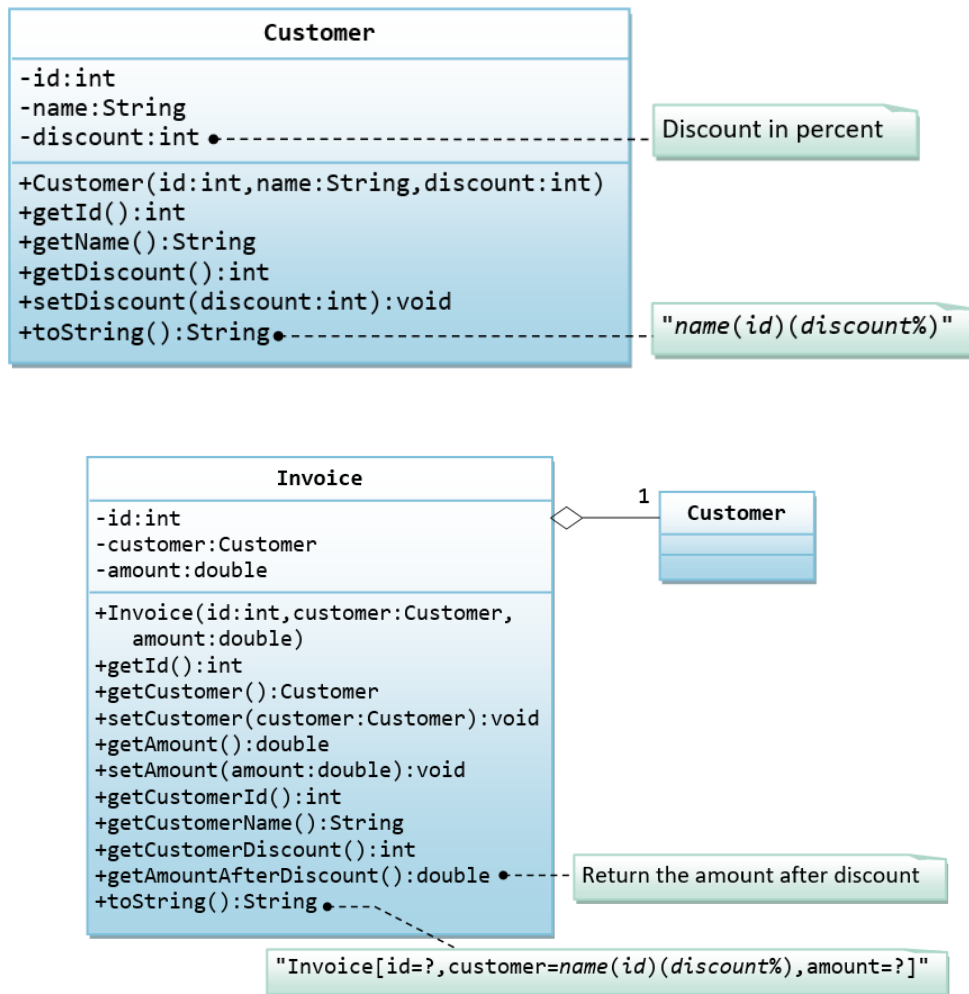 Customer
-id:int
-name:String
-discount:int
Discount in percent
+Customer(id:int,name:String,discount:int)
+getId():int
+getName():String
+getDiscount():int
+setDiscount(discount:int):void
+toString():String
"name(id)(discount%)"
Invoice
-id:int
-customer:Customer
-amount:double
1
Customer
+Invoice(id:int,customer:Customer,
amount:double)
+getId():int
+getCustomer():Customer
+setCustomer(customer:Customer):void
+getAmount():double
+setAmount(amount:double):void
+getCustomerId():int
+getCustomerName():String
+getCustomerDiscount():int
+getAmountAfterDiscount():double
Return the amount after discount
+toString():String
"Invoice[id=?,customer=name(id)(discount%),amount=?]"